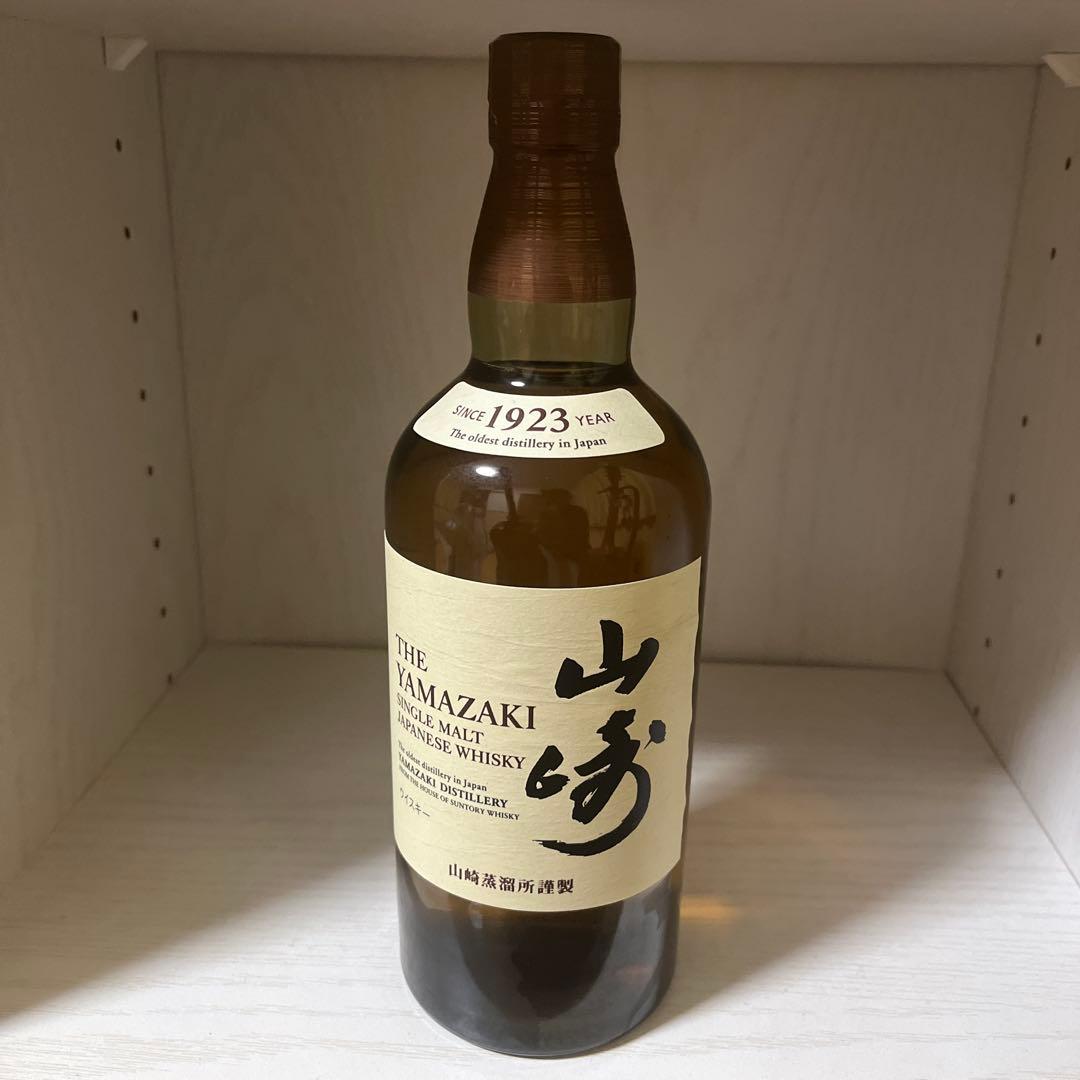 SINCE 1923 YEAR
The oldest distillery in Japan
THE
YAMAZAKI
SINGLE MALT
JAPANESE WHISKY
The oldest distillery in Japan
YAMAZAKI DISTILLERY
FROM THE HOUSE OF SUNTORY WHISKY
ウイスキー
山崎
山崎蒸溜所謹製